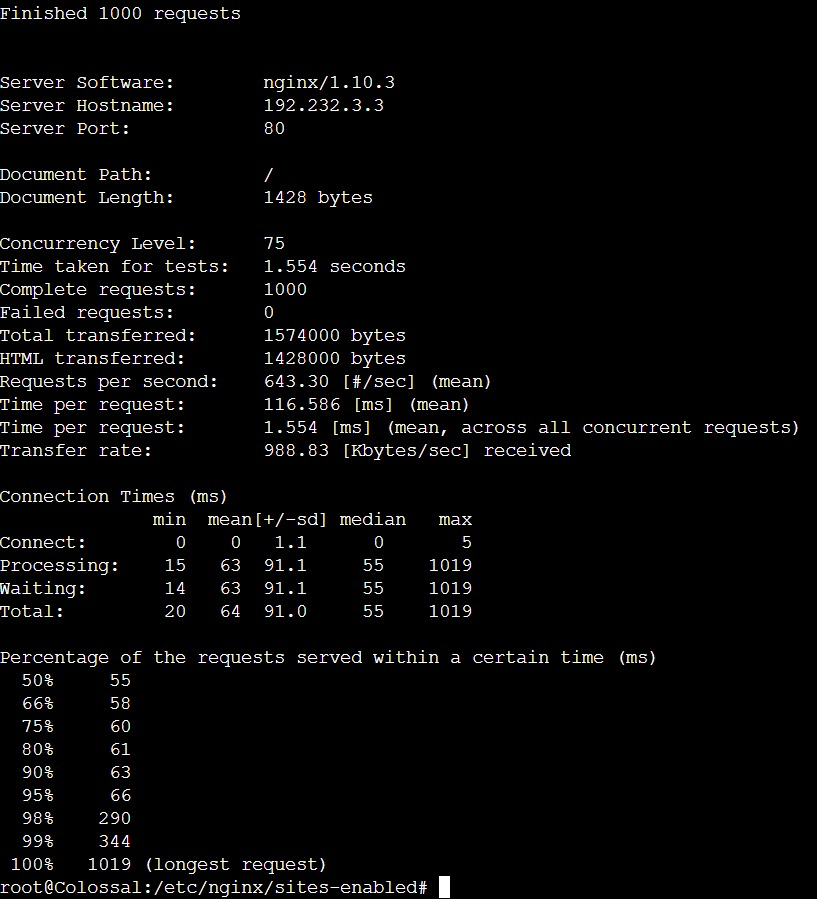 Finished 1000 requests
Server Software:        nginx/1.10.3
Server Hostname:        192.232.3.3
Server Port:            80
Document Path:          /
Document Length:        1428 bytes
Concurrency Level:      75
Time taken for tests:   1.554 seconds
Complete requests:      1000
Failed requests:        0
Total transferred:      1574000 bytes
HTML transferred:       1428000 bytes
Requests per second:    643.30 [#/sec] (mean)
Time per request:       116.586 [ms] (mean)
Time per request:       1.554 [ms] (mean, across all concurrent requests)
Transfer rate:          988.83 [Kbytes/sec] received
Connection Times (ms)
              min  mean[+/-sd] median   max
Connect:        0    0   1.1      0       5
Processing:    15   63  91.1     55    1019
Waiting:       14   63  91.1     55    1019
Total:         20   64  91.0     55    1019
Percentage of the requests served within a certain time (ms)
  50%     55
  66%     58
  75%     60
  80%     61
  90%     63
  95%     66
  98%    290
  99%    344
 100%   1019 (longest request)
root@Colossal:/etc/nginx/sites-enabled#